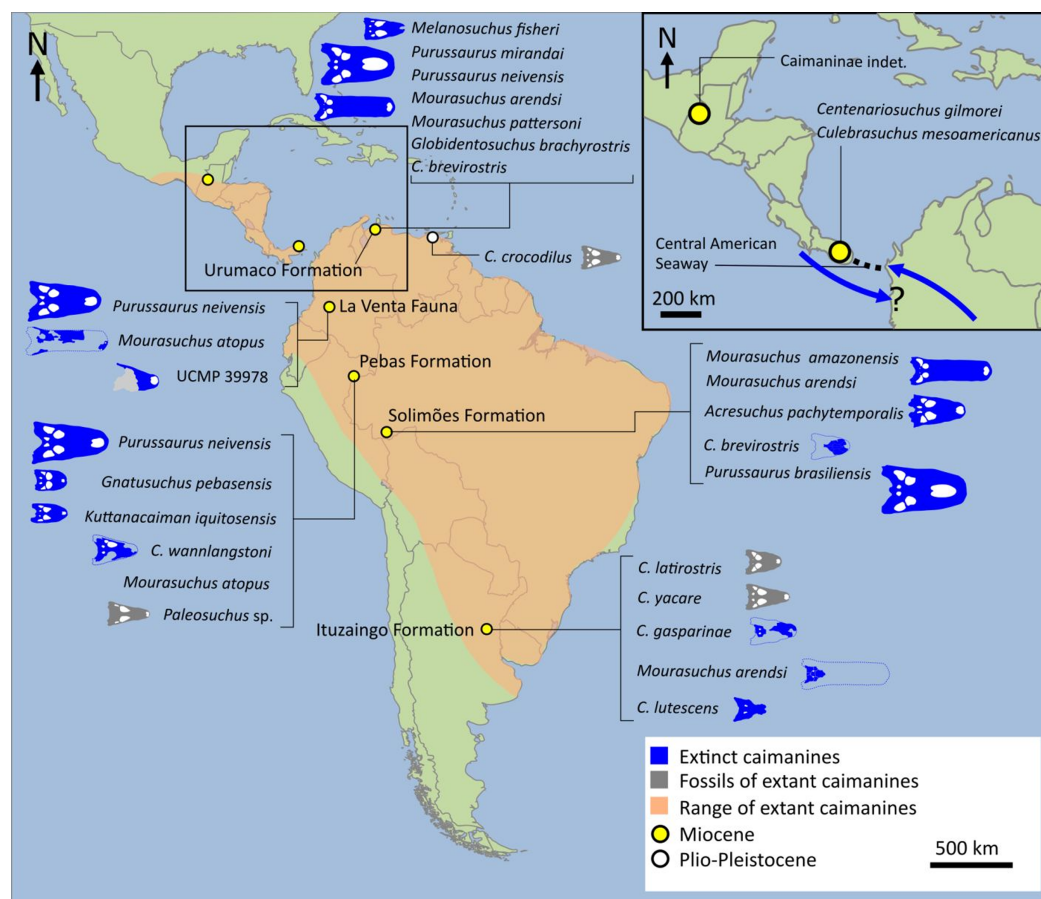 N
Melanosuchus fisheri
Purussaurus mirandai
Purussaurus neivensis
Mourasuchus arendsi
Mourasuchus pattersoni
Globidentosuchus brachyrostris
C. brevirostris
N
Caimaninae indet.
Centenariosuchus gilmorei
Culebrasuchus mesoamericanus
Central American
Seaway
?
200 km
Urumaco Formation
C. crocodilus
Purussaurus neivensis
Mourasuchus atopus
UCMP 39978
La Venta Fauna
Pebas Formation
Solimões Formation
Mourasuchus amazonensis
Mourasuchus arendsi
Acresuchus pachytemporalis
C. brevirostris
Purussaurus brasiliensis
Purussaurus neivensis
Gnatusuchus pebasensis
Kuttanacaiman iquitosensis
C. wannlangstoni
Mourasuchus atopus
Paleosuchus sp.
Ituzaingo Formation
C. latirostris
C. yacare
C. gasparinae
Mourasuchus arendsi
C. lutescens
Extinct caimanines
Fossils of extant caimanines
Range of extant caimanines
Miocene
Plio-Pleistocene
500 km